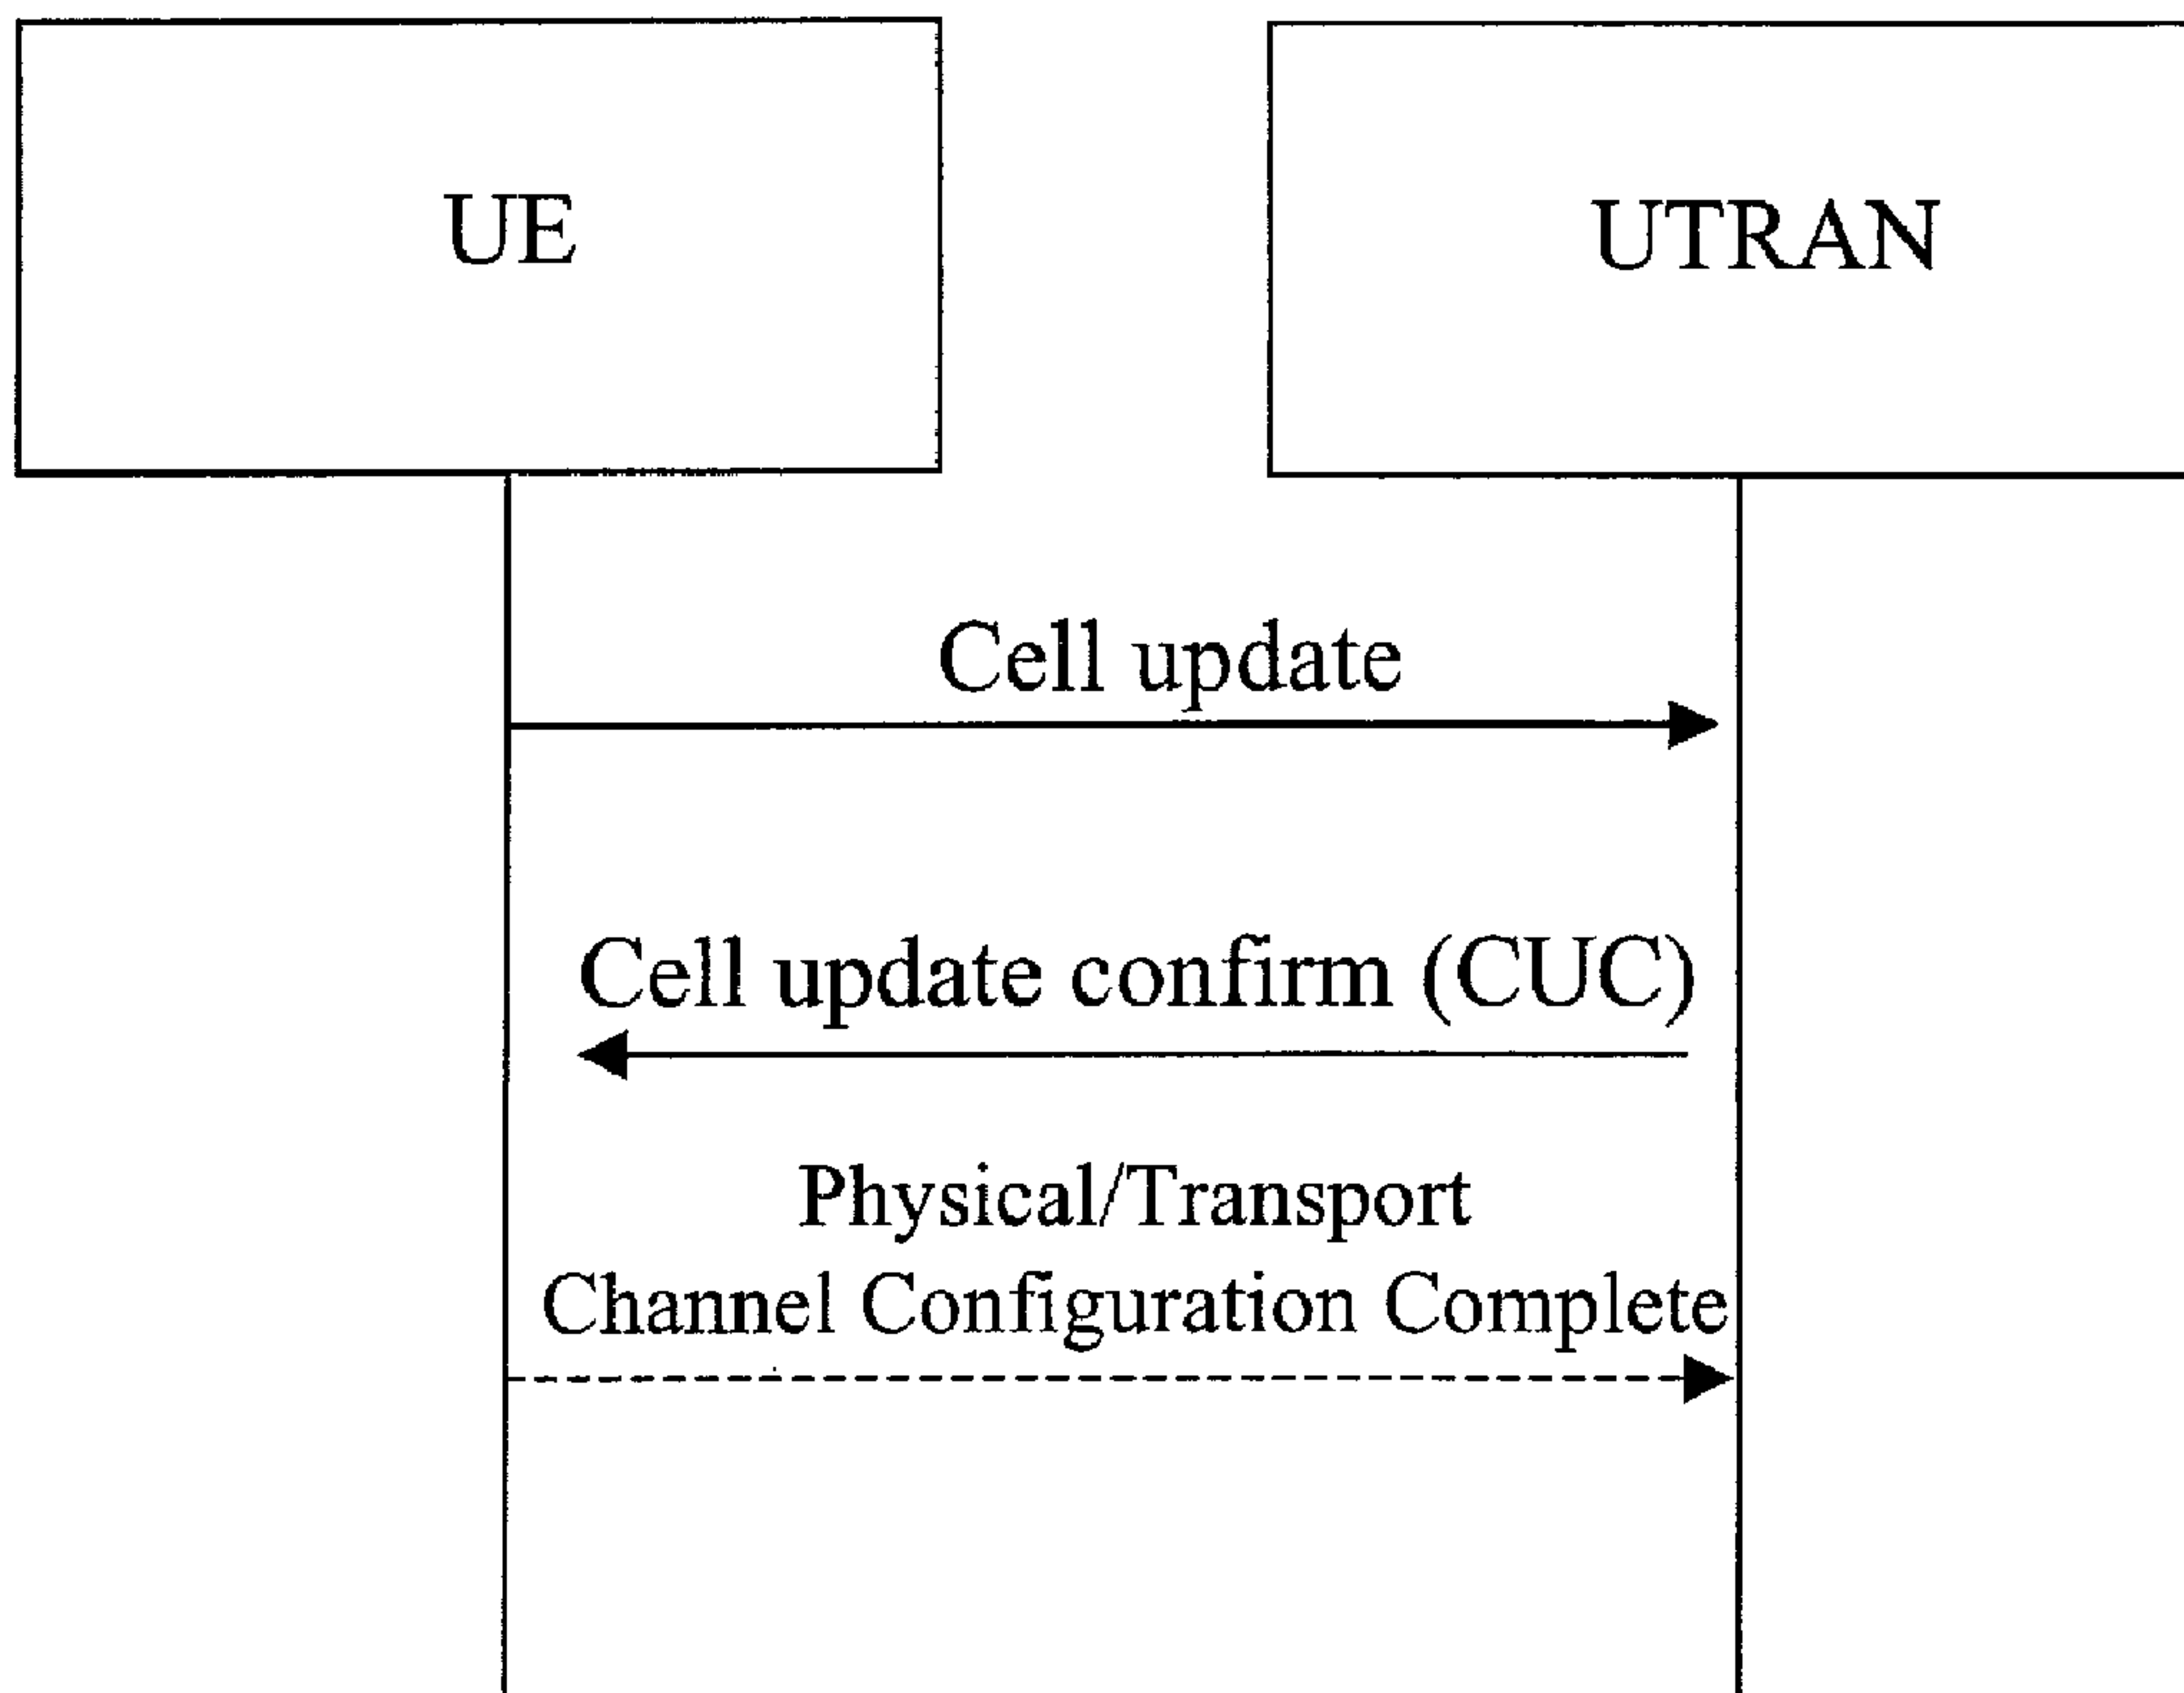 UE
UTRAN
Cell update
Cell update confirm (CUC)
Physical/Transport
Channel Configuration Complete